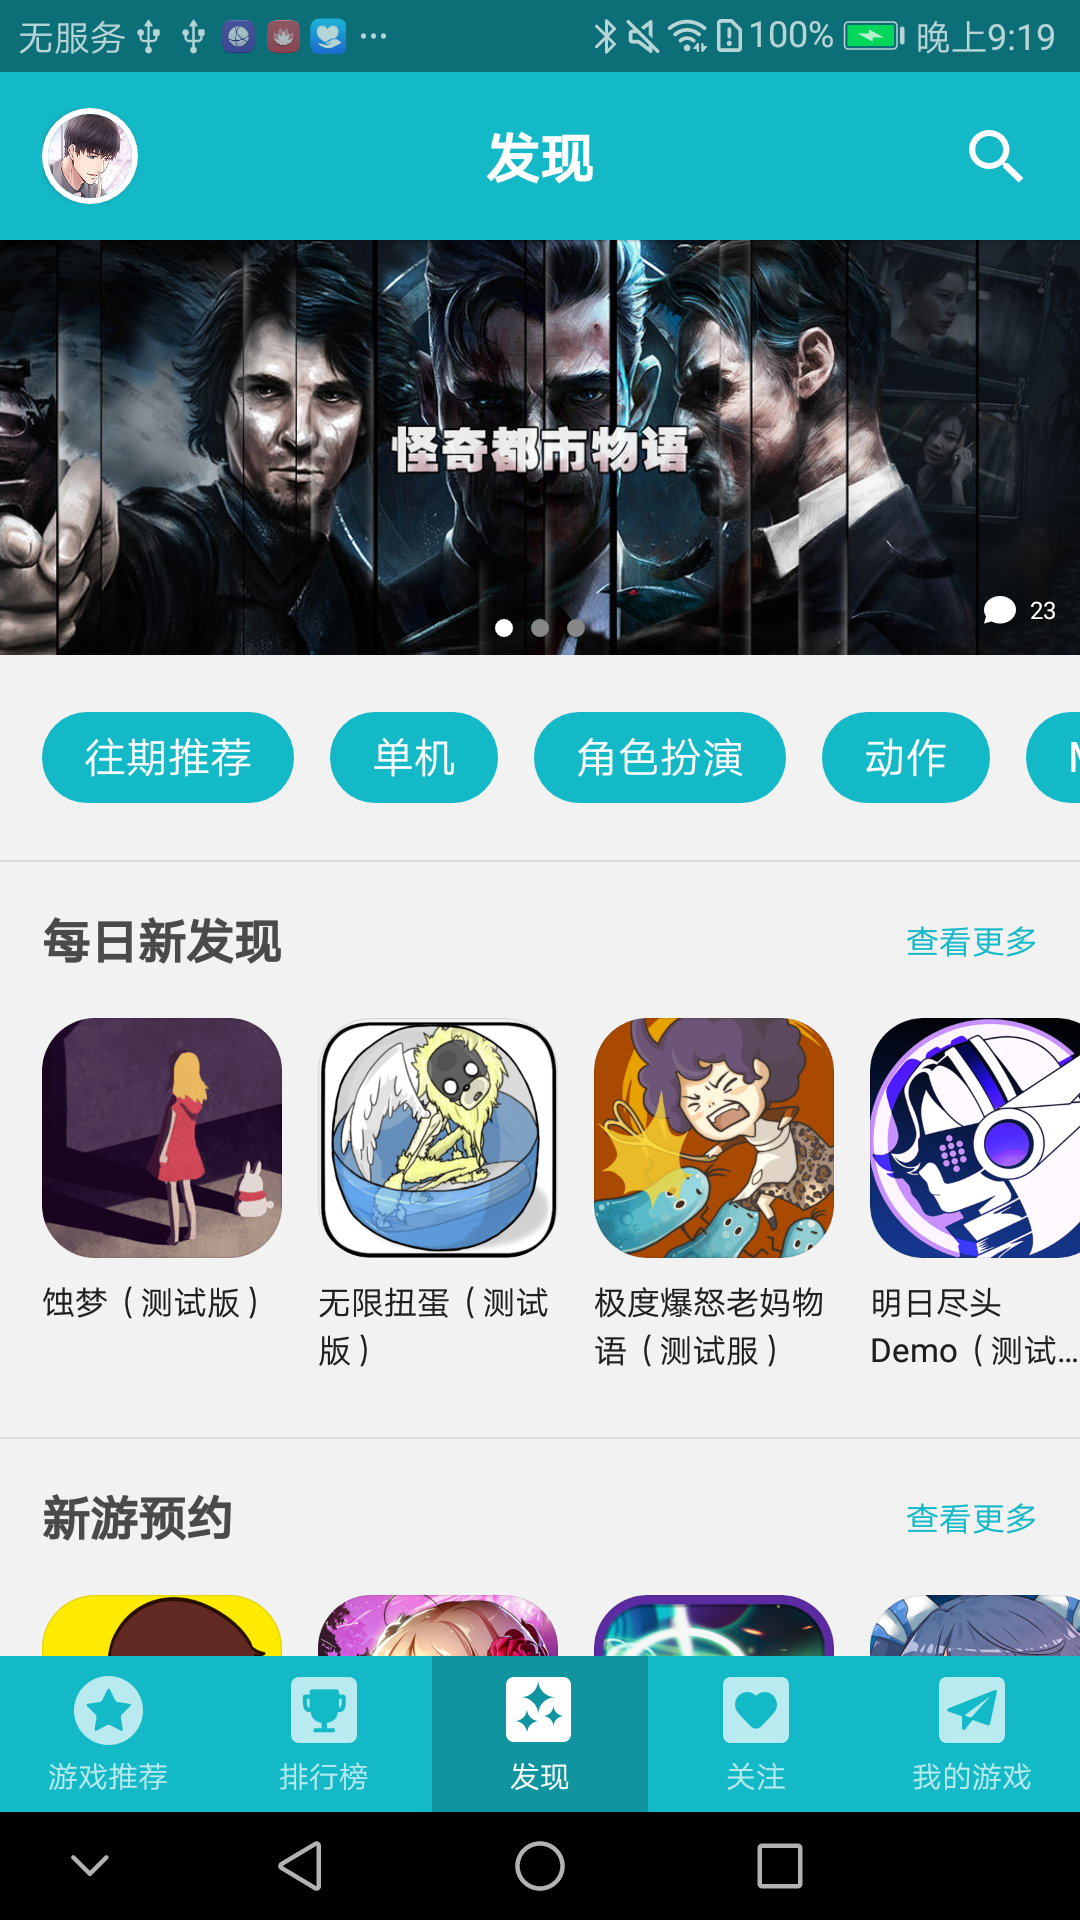 无服务
100%
晚上9:19
发现
怪奇都市物语
23
往期推荐
单机
角色扮演
动作
每日新发现
查看更多
蚀梦（测试版）
无限扭蛋（测试
版）
极度爆怒老妈物
语（测试服）
明日尽头
Demo（测试...
新游预约
查看更多
游戏推荐
排行榜
发现
关注
我的游戏